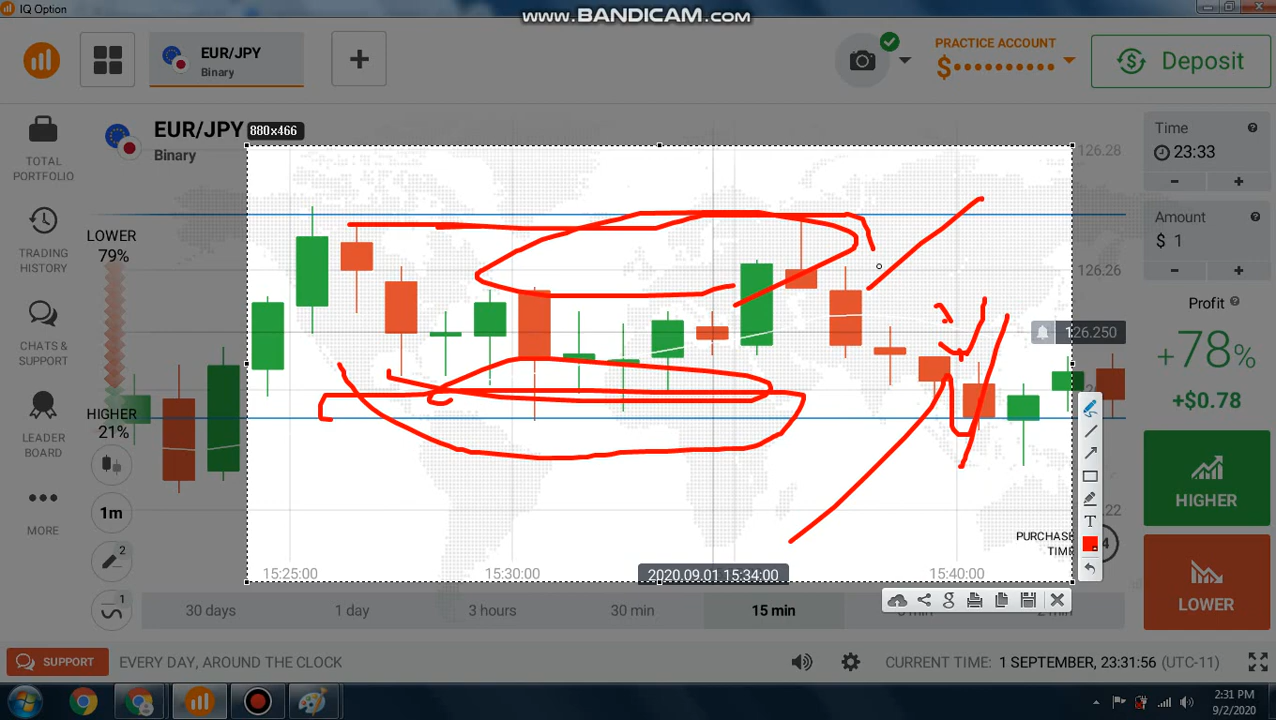 IQ Option
www.BANDICAM.com
EUR/JPY
Binary
PRACTICE ACCOUNT
$
Deposit
TOTAL
PORTFOLIO
TRADING
HISTORY
CHATS &
SUPPORT
LEADER
BOARD
MORE
EUR/JPY
Binary
880x466
LOWER
79%
HIGHER
21%
1m
2
1
126.28
126.26
126.250
.22
PURCHASE
TIME
15:25:00
15:30:00
2020.09.01 15:34:00
15:40:00
T
g
30 days
1 day
3 hours
30 min
15 min
Time
23:33
Amount
$ 1
Profit
+78%
+$0.78
HIGHER
LOWER
SUPPORT
EVERY DAY, AROUND THE CLOCK
CURRENT TIME: 1 SEPTEMBER, 23:31:56 (UTC-11)
2:31 PM
9/2/2020